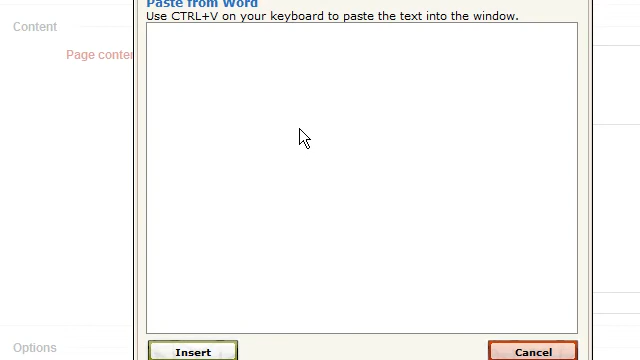 Paste from Word
Content
Use CTRL+V on your keyboard to paste the text into the window.
Page conten
Options
Insert
Cancel